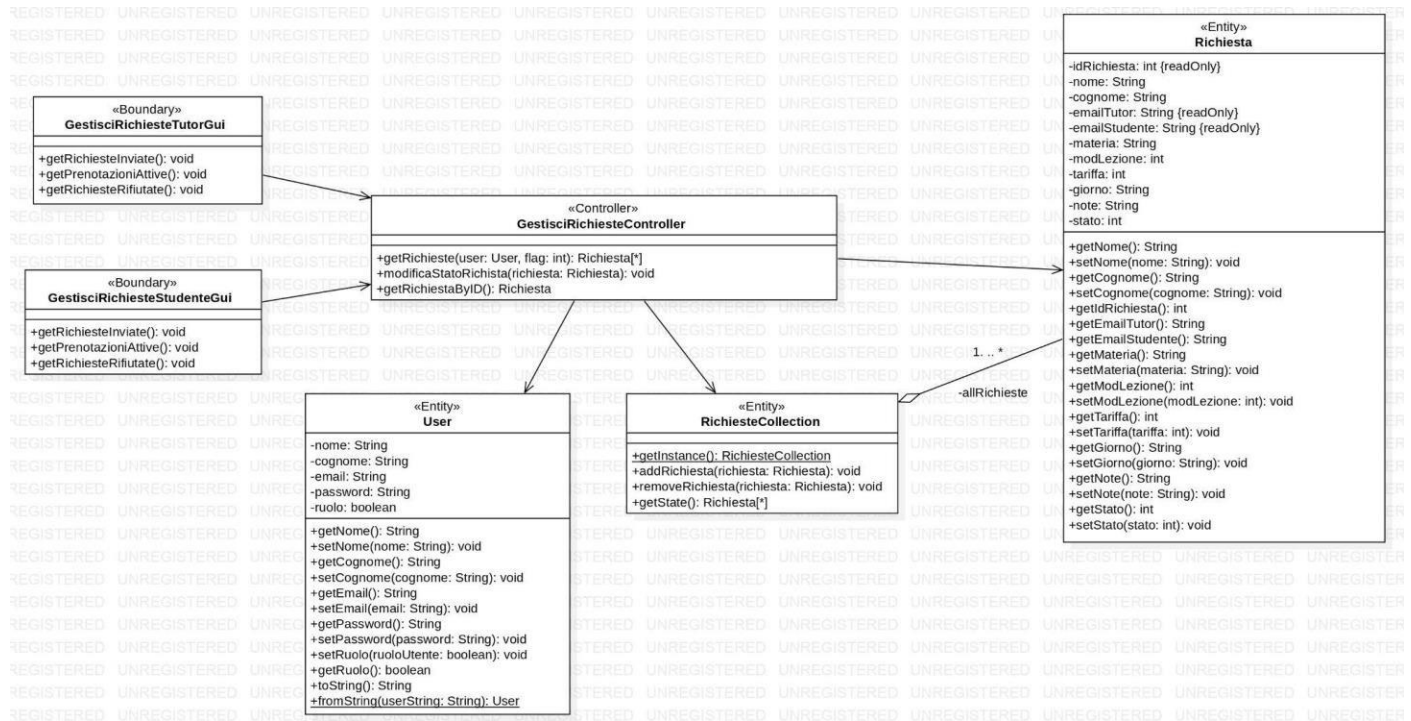 «Boundary»
GestisciRichiesteTutorGui
+getRichiesteInviate(): void
+getPrenotazioniAttive(): void
+getRichiesteRifiutate(): void
«Boundary»
GestisciRichiesteStudenteGui
+getRichiesteInviate(): void
+getPrenotazioniAttive(): void
+getRichiesteRifiutate(): void
«Controller»
GestisciRichiesteController
+getRichieste(user: User, flag: int): Richiesta[*]
+modificaStatoRichista(richiesta: Richiesta): void
+getRichiestaByID(): Richiesta
«Entity»
User
-nome: String
-cognome: String
-email: String
-password: String
-ruolo: boolean
+getNome(): String
+setNome(nome: String): void
+getCognome(): String
+setCognome(cognome: String): void
+getEmail(): String
+setEmail(email: String): void
+getPassword(): String
+setPassword(password: String): void
+setRuolo(ruoloUtente: boolean): void
+getRuolo(): boolean
+toString(): String
+fromString(userString: String): User
«Entity»
RichiesteCollection
+getInstance(): RichiesteCollection
+addRichiesta(richiesta: Richiesta): void
+removeRichiesta(richiesta: Richiesta): void
+getState(): Richiesta[*]
1. .. *
-allRichieste
«Entity»
Richiesta
-idRichiesta: int {readOnly}
-nome: String
-cognome: String
-emailTutor: String {readOnly}
-emailStudente: String {readOnly}
-materia: String
-modLezione: int
-tariffa: int
-giorno: String
-note: String
-stato: int
+getNome(): String
+setNome(nome: String): void
+getCognome(): String
+setCognome(cognome: String): void
+getIdRichiesta(): int
+getEmailTutor(): String
+getEmailStudente(): String
+getMateria(): String
+setMateria(materia: String): void
+getModLezione(): int
+setModLezione(modLezione: int): void
+getTariffa(): int
+setTariffa(tariffa: int): void
+getGiorno(): String
+setGiorno(giorno: String): void
+getNote(): String
+setNote(note: String): void
+getStato(): int
+setStato(stato: int): void
UNREGISTERED